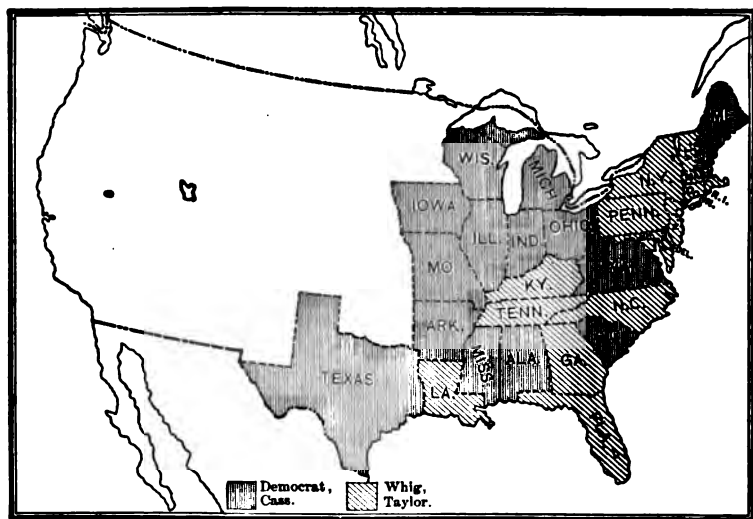 WIS.
MICH
ME.
N.Y.
IOWA
PENN.
ILL.
IND.
OHIO
MO
KY.
N.C.
TENN.
ARK.
MISS
ALA.
GA.
TEXAS
LA.
Democrat,
Cass.
Whig,
Taylor.